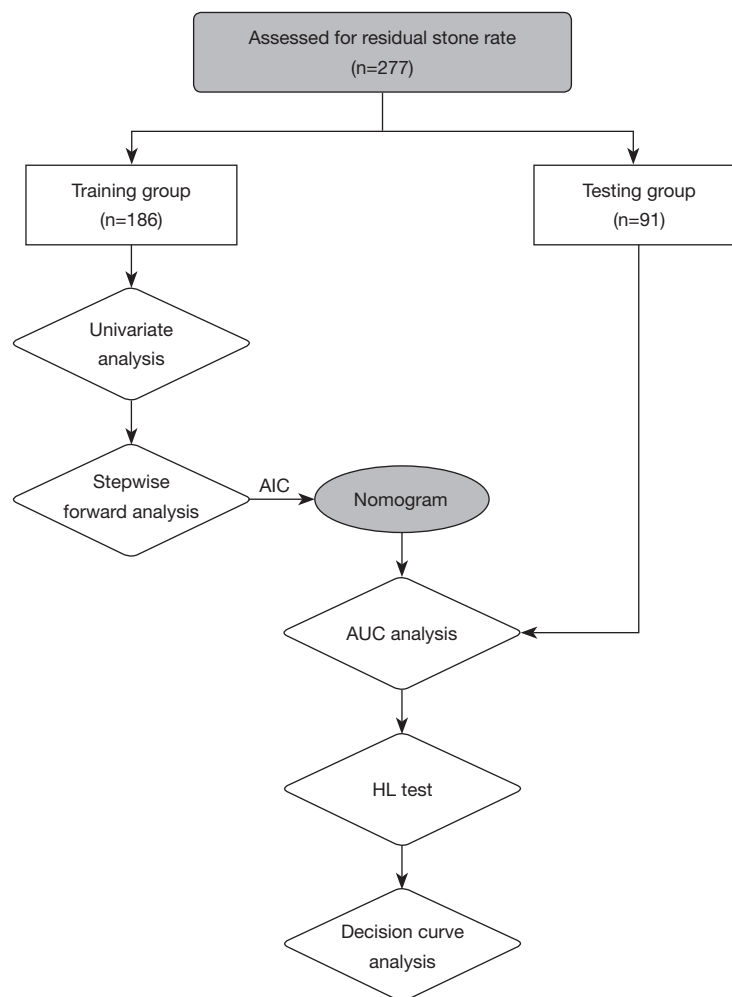 Assessed for residual stone rate
(n=277)
Training group
(n=186)
Testing group
(n=91)
Univariate
analysis
Stepwise
forward analysis
AIC
Nomogram
AUC analysis
HL test
Decision curve
analysis